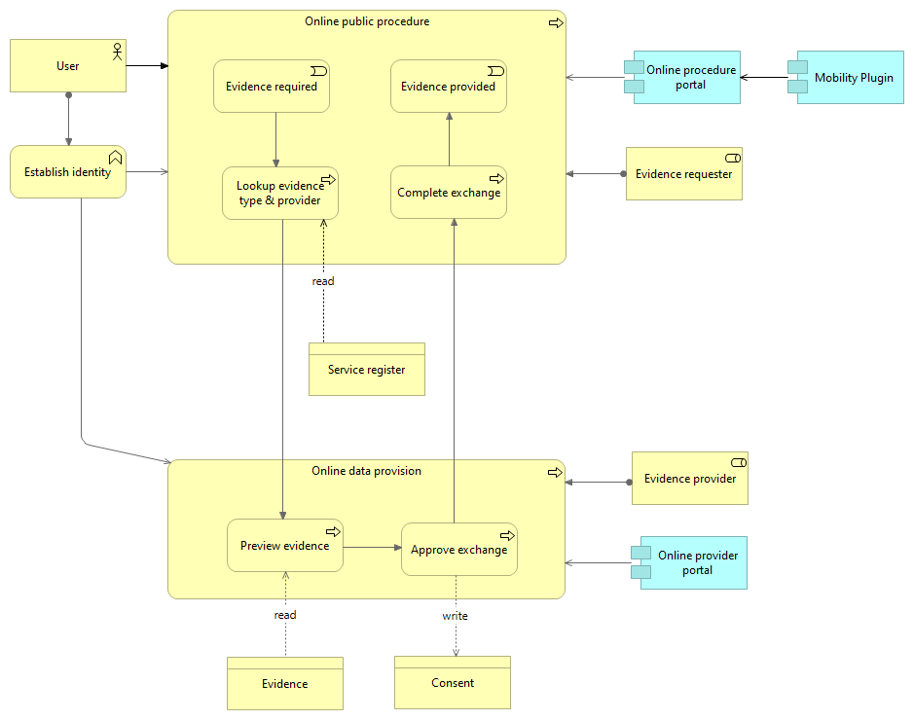 Online public procedure
User
Evidence required
Evidence provided
Online procedure
portal
Mobility Plugin
Establish identity
Lookup evidence
type & provider
Complete exchange
Evidence requester
read
Service register
Online data provision
Evidence provider
Preview evidence
Approve exchange
Online provider
portal
read
write
Evidence
Consent